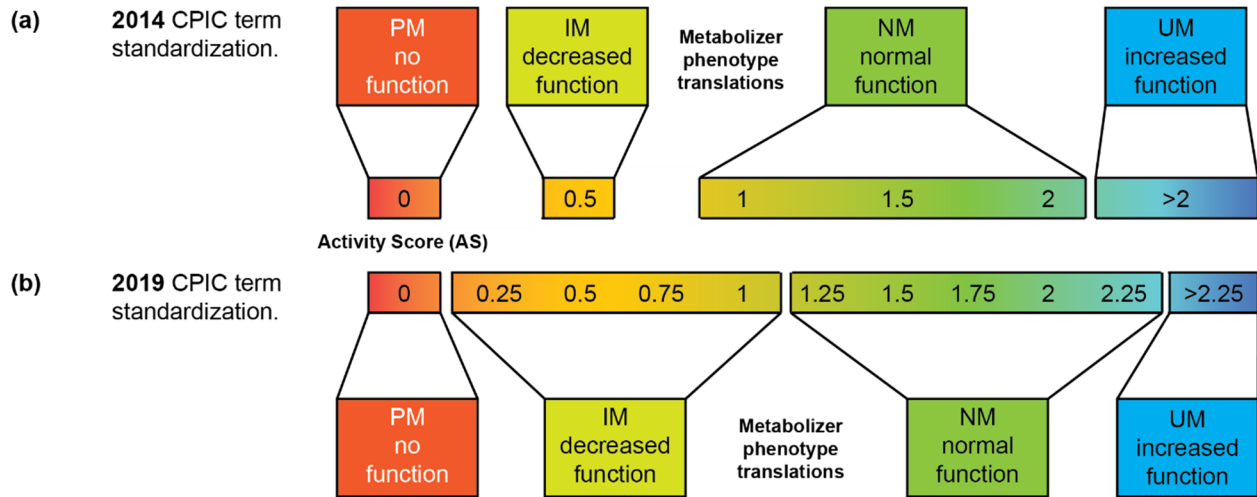 (a)
2014 CPIC term
standardization.
PM
no
function
IM
decreased
function
Metabolizer
phenotype
translations
NM
normal
function
UM
increased
function
0
0.5
1
1.5
2
>2
Activity Score (AS)
(b)
2019 CPIC term
standardization.
0
0.25
0.5
0.75
1
1.25
1.5
1.75
2
2.25
>2.25
PM
no
function
IM
decreased
function
Metabolizer
phenotype
translations
NM
normal
function
UM
increased
function